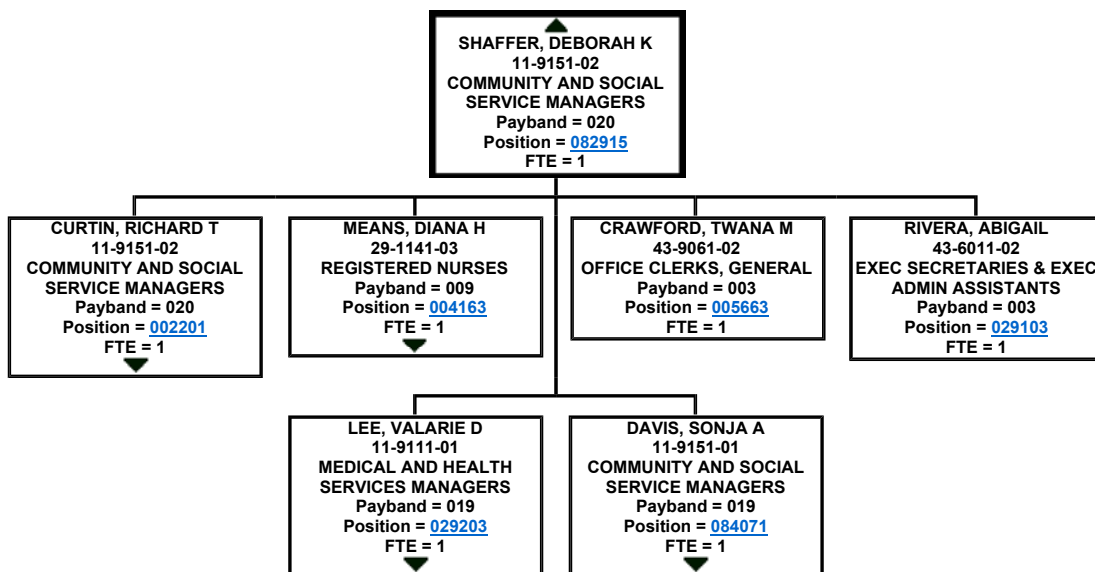 SHAFFER, DEBORAH K
11-9151-02
COMMUNITY AND SOCIAL
SERVICE MANAGERS
Payband = 020
Position = 082915
FTE = 1
CURTIN, RICHARD T
11-9151-02
COMMUNITY AND SOCIAL
SERVICE MANAGERS
Payband = 020
Position = 002201
FTE = 1
MEANS, DIANA H
29-1141-03
REGISTERED NURSES
Payband = 009
Position = 004163
FTE = 1
CRAWFORD, TWANA M
43-9061-02
OFFICE CLERKS, GENERAL
Payband = 003
Position = 005663
FTE = 1
RIVERA, ABIGAIL
43-6011-02
EXEC SECRETARIES & EXEC
ADMIN ASSISTANTS
Payband = 003
Position = 029103
FTE = 1
LEE, VALARIE D
11-9111-01
MEDICAL AND HEALTH
SERVICES MANAGERS
Payband = 019
Position = 029203
FTE = 1
DAVIS, SONJA A
11-9151-01
COMMUNITY AND SOCIAL
SERVICE MANAGERS
Payband = 019
Position = 084071
FTE = 1